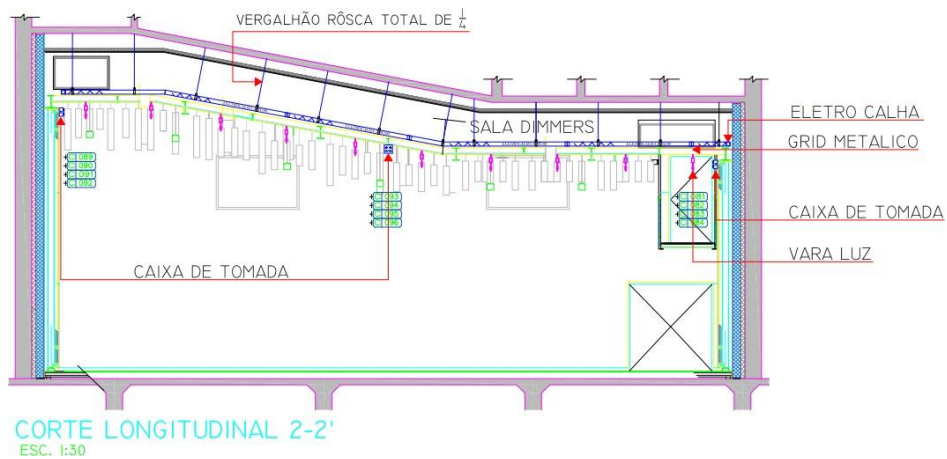 VERGALHÃO RÔSCA TOTAL DE 1/4
SALA DIMMERS
ELETRO CALHA
GRID METALICO
CAIXA DE TOMADA
VARA LUZ
CAIXA DE TOMADA
CORTE LONGITUDINAL 2-2'
ESC. 1:30